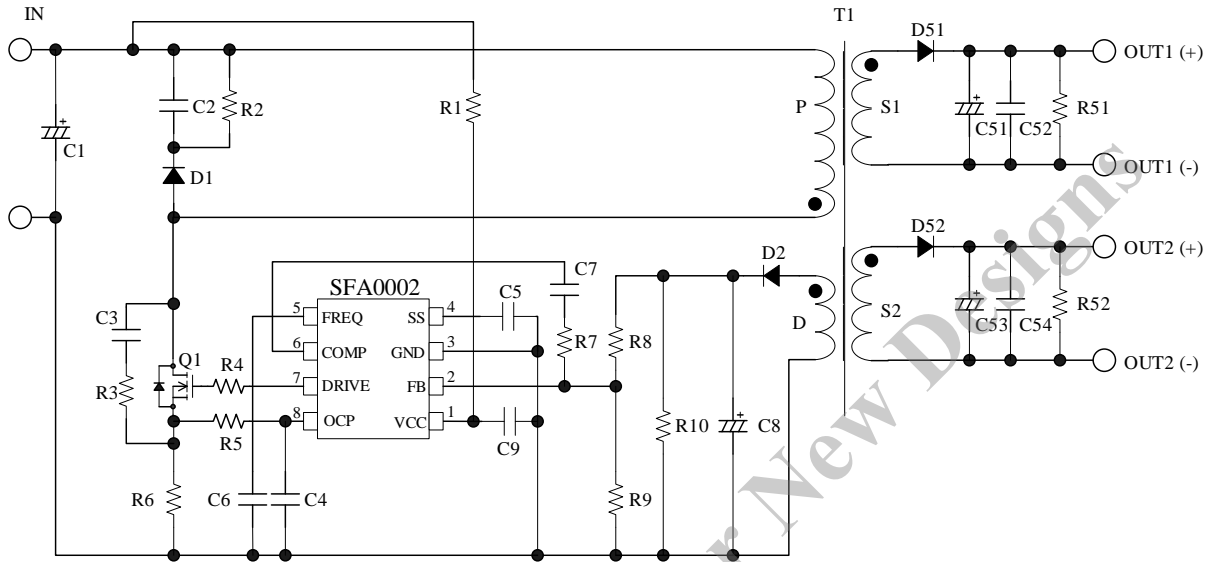 IN
T1
D51
OUT1 (+)
C2
R2
R1
P
S1
C51
C52
R51
C1
D1
OUT1 (-)
D52
OUT2 (+)
D2
C7
SFA0002
C5
C3
5
FREQ
SS
4
R7
R8
D
S2
C53
C54
R52
Q1
6
COMP
GND
3
R4
7
DRIVE
FB
2
OUT2 (-)
R3
R5
8
OCP
VCC
1
C9
R10
C8
R6
C6
C4
R9
r New Designs